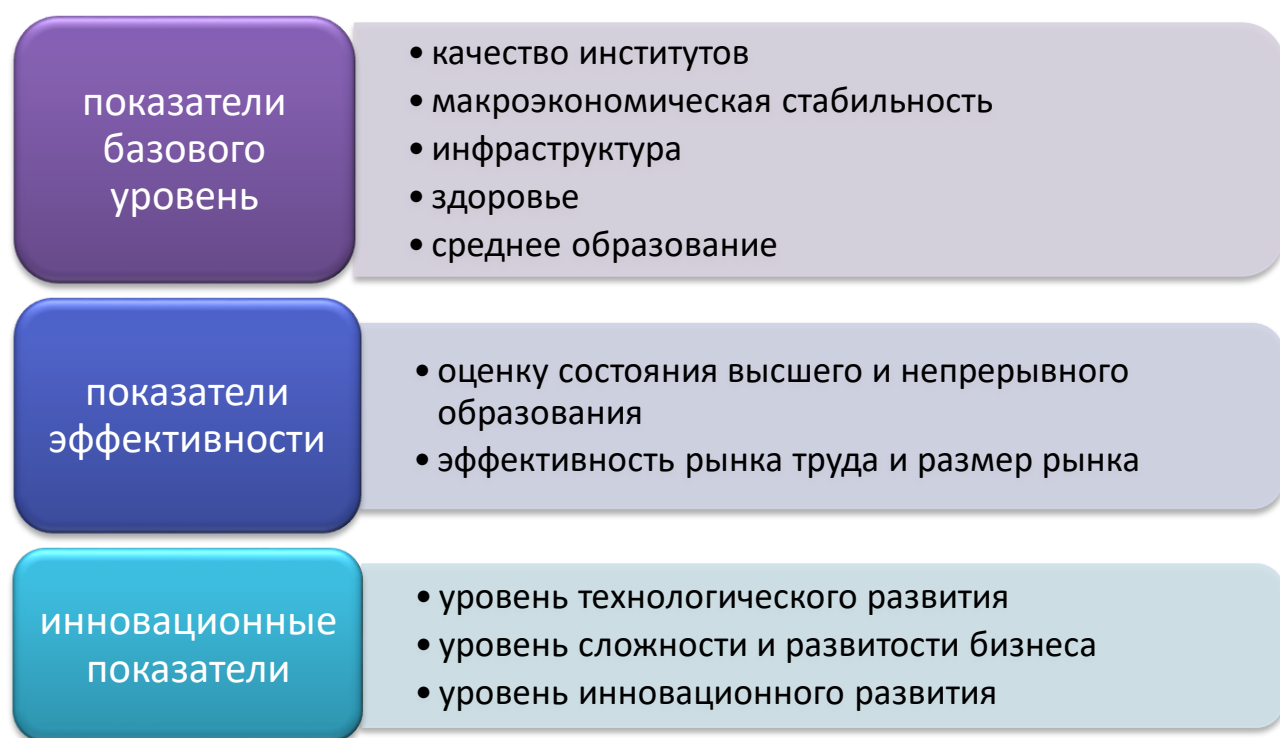 показатели
базового
уровень
• качество институтов
• макроэкономическая стабильность
• инфраструктура
• здоровье
• среднее образование
показатели
эффективности
• оценку состояния высшего и непрерывного
образования
• эффективность рынка труда и размер рынка
инновационные
показатели
• уровень технологического развития
• уровень сложности и развитости бизнеса
• уровень инновационного развития